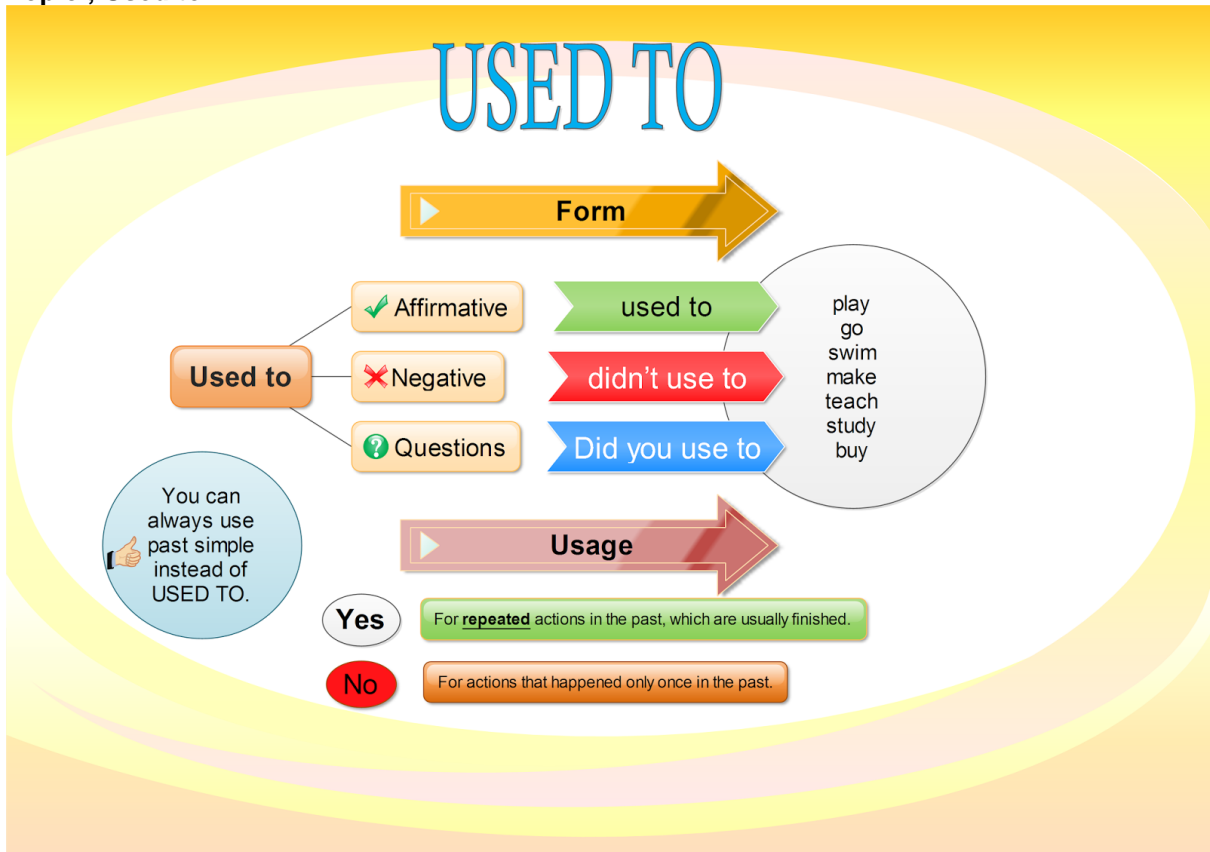 USED TO
Form
Affirmative
used to
Used to
Negative
didn't use to
Questions
Did you use to
play
go
swim
make
teach
study
buy
You can
always use
past simple
instead of
USED TO.
Usage
Yes
For repeated actions in the past, which are usually finished.
No
For actions that happened only once in the past.